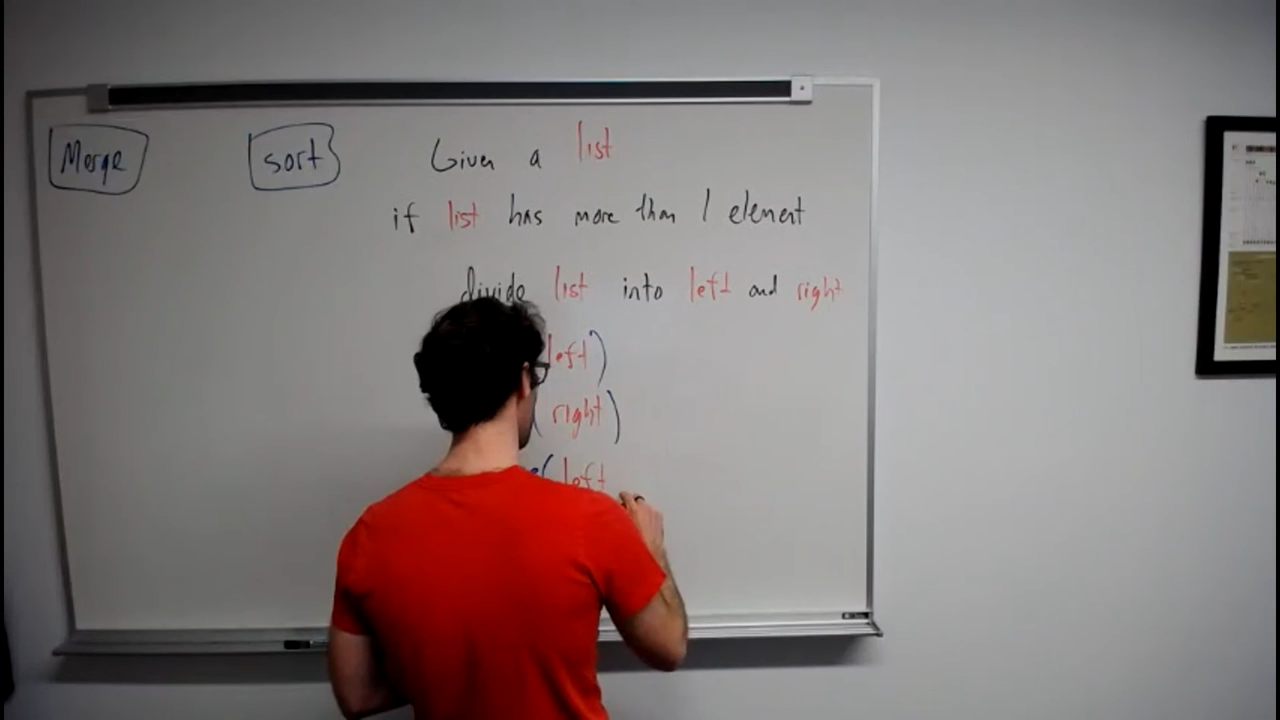 Merge sort Given a list
if list has more than 1 element
divide list into left and right
left)
(right)
e(left